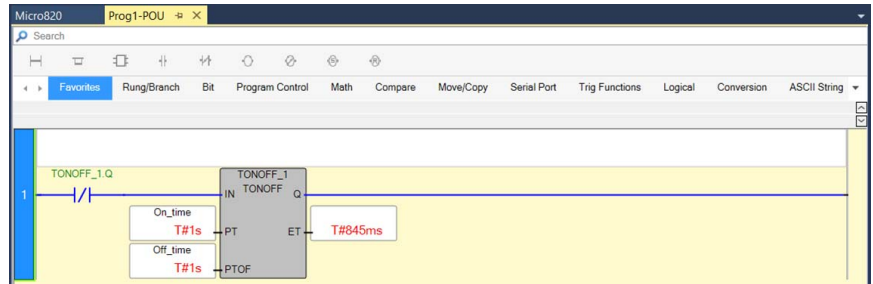 Micro820 Prog1-POU
Search
Favorites Rung/Branch Bit Program Control Math Compare Move/Copy Serial Port Trig Functions Logical Conversion ASCII String
TONOFF_1.Q TONOFF_1
1 IN TONOFF Q
On_time
T#1s PT ET T#845ms
Off_time
T#1s PTOF